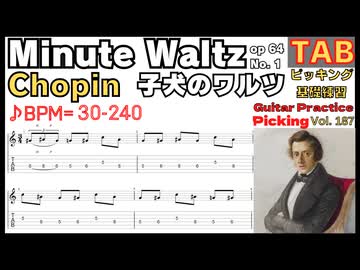 Minute Waltz op 64 No. 1 TAB
Chopin 子犬のワルツ ピッキング 基礎練習
♪BPM= 30-240 Guitar Practice
Picking Vol. 187